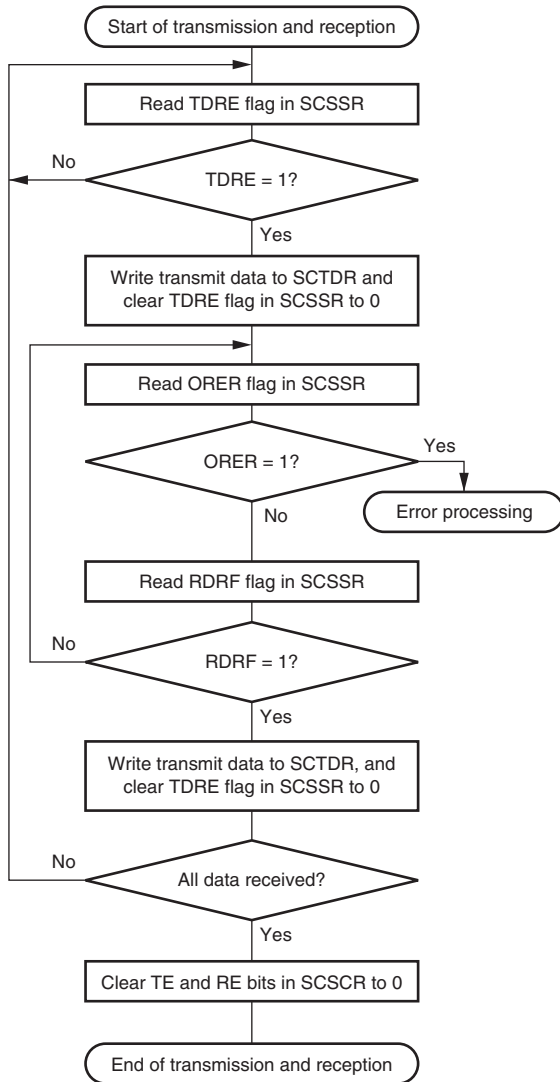 Start of transmission and reception
Read TDRE flag in SCSSR
No
TDRE = 1?
Yes
Write transmit data to SCTDR and
clear TDRE flag in SCSSR to 0
Read ORER flag in SCSSR
Yes
ORER = 1?
No
Error processing
Read RDRF flag in SCSSR
No
RDRF = 1?
Yes
Write transmit data to SCTDR, and
clear TDRE flag in SCSSR to 0
No
All data received?
Yes
Clear TE and RE bits in SCSCR to 0
End of transmission and reception